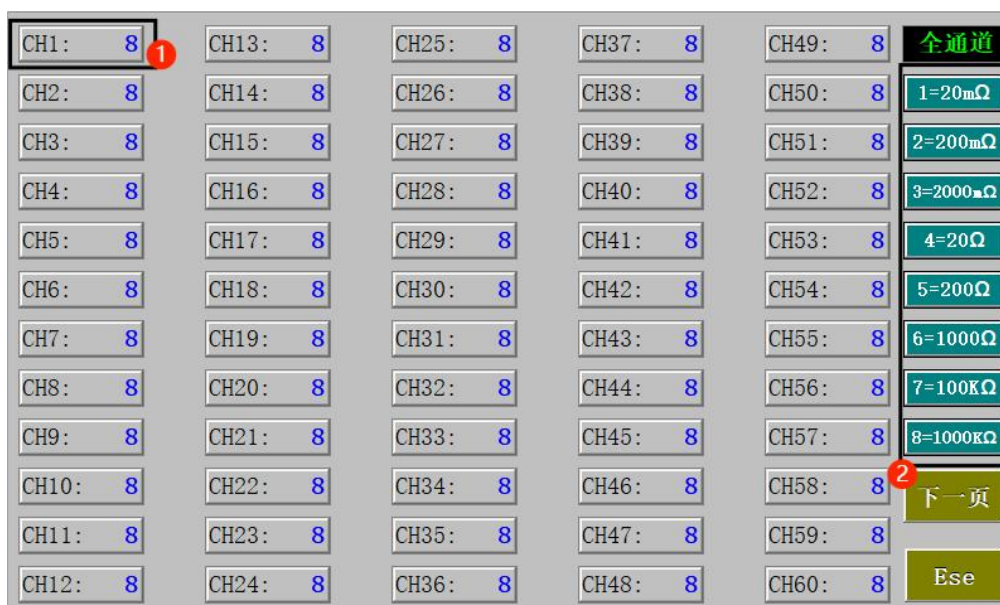 CH1: 8 CH13: 8 CH25: 8 CH37: 8 CH49: 8 全通道
1
CH2: 8 CH14: 8 CH26: 8 CH38: 8 CH50: 8 1=20mΩ
CH3: 8 CH15: 8 CH27: 8 CH39: 8 CH51: 8 2=200mΩ
CH4: 8 CH16: 8 CH28: 8 CH40: 8 CH52: 8 3=2000mΩ
CH5: 8 CH17: 8 CH29: 8 CH41: 8 CH53: 8 4=20Ω
CH6: 8 CH18: 8 CH30: 8 CH42: 8 CH54: 8 5=200Ω
CH7: 8 CH19: 8 CH31: 8 CH43: 8 CH55: 8 6=1000Ω
CH8: 8 CH20: 8 CH32: 8 CH44: 8 CH56: 8 7=100KΩ
CH9: 8 CH21: 8 CH33: 8 CH45: 8 CH57: 8 8=1000KΩ
2
CH10: 8 CH22: 8 CH34: 8 CH46: 8 CH58: 8 下一页
CH11: 8 CH23: 8 CH35: 8 CH47: 8 CH59: 8
CH12: 8 CH24: 8 CH36: 8 CH48: 8 CH60: 8 Ese